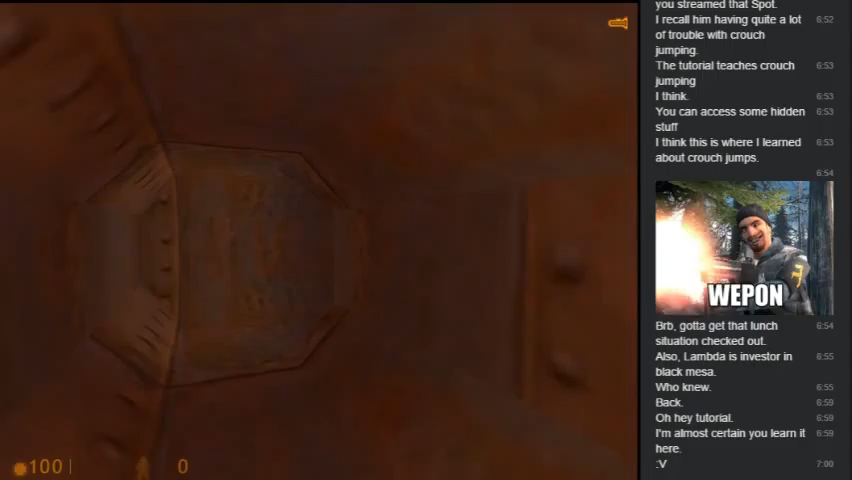 you streamed that Spot.
I recall him having quite a lot 6:52
of trouble with crouch
jumping.
The tutorial teaches crouch 6:53
jumping
I think. 6:53
You can access some hidden 6:53
stuff
I think this is where I learned 6:53
about crouch jumps.
6:54
WEPON
Brb, gotta get that lunch 6:54
situation checked out.
Also, Lambda is investor in 6:55
black mesa.
Who knew. 6:55
Back. 6:59
Oh hey tutorial. 6:59
I'm almost certain you learn it 6:59
here.
:V 7:00
100 0